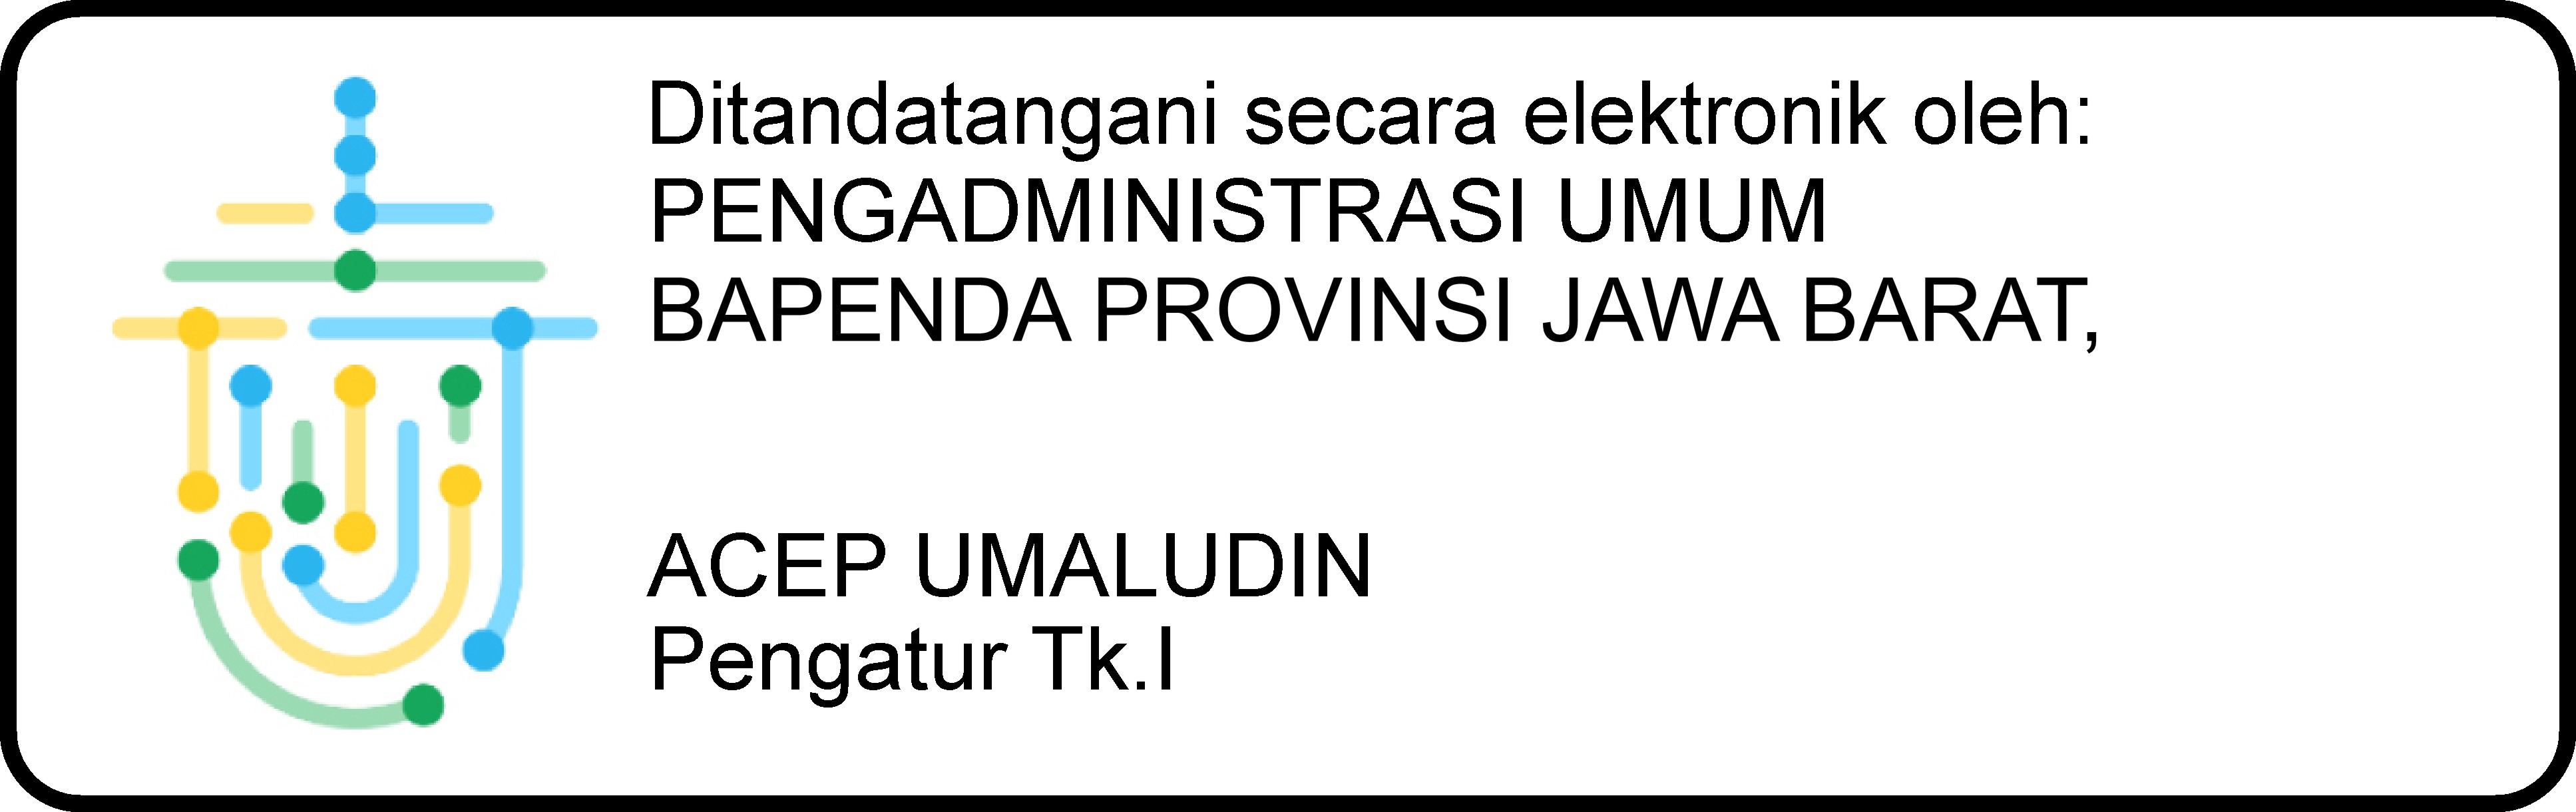 Ditandatangani secara elektronik oleh:
PENGADMINISTRASI UMUM
BAPENDA PROVINSI JAWA BARAT,
ACEP UMALUDIN
Pengatur Tk.I